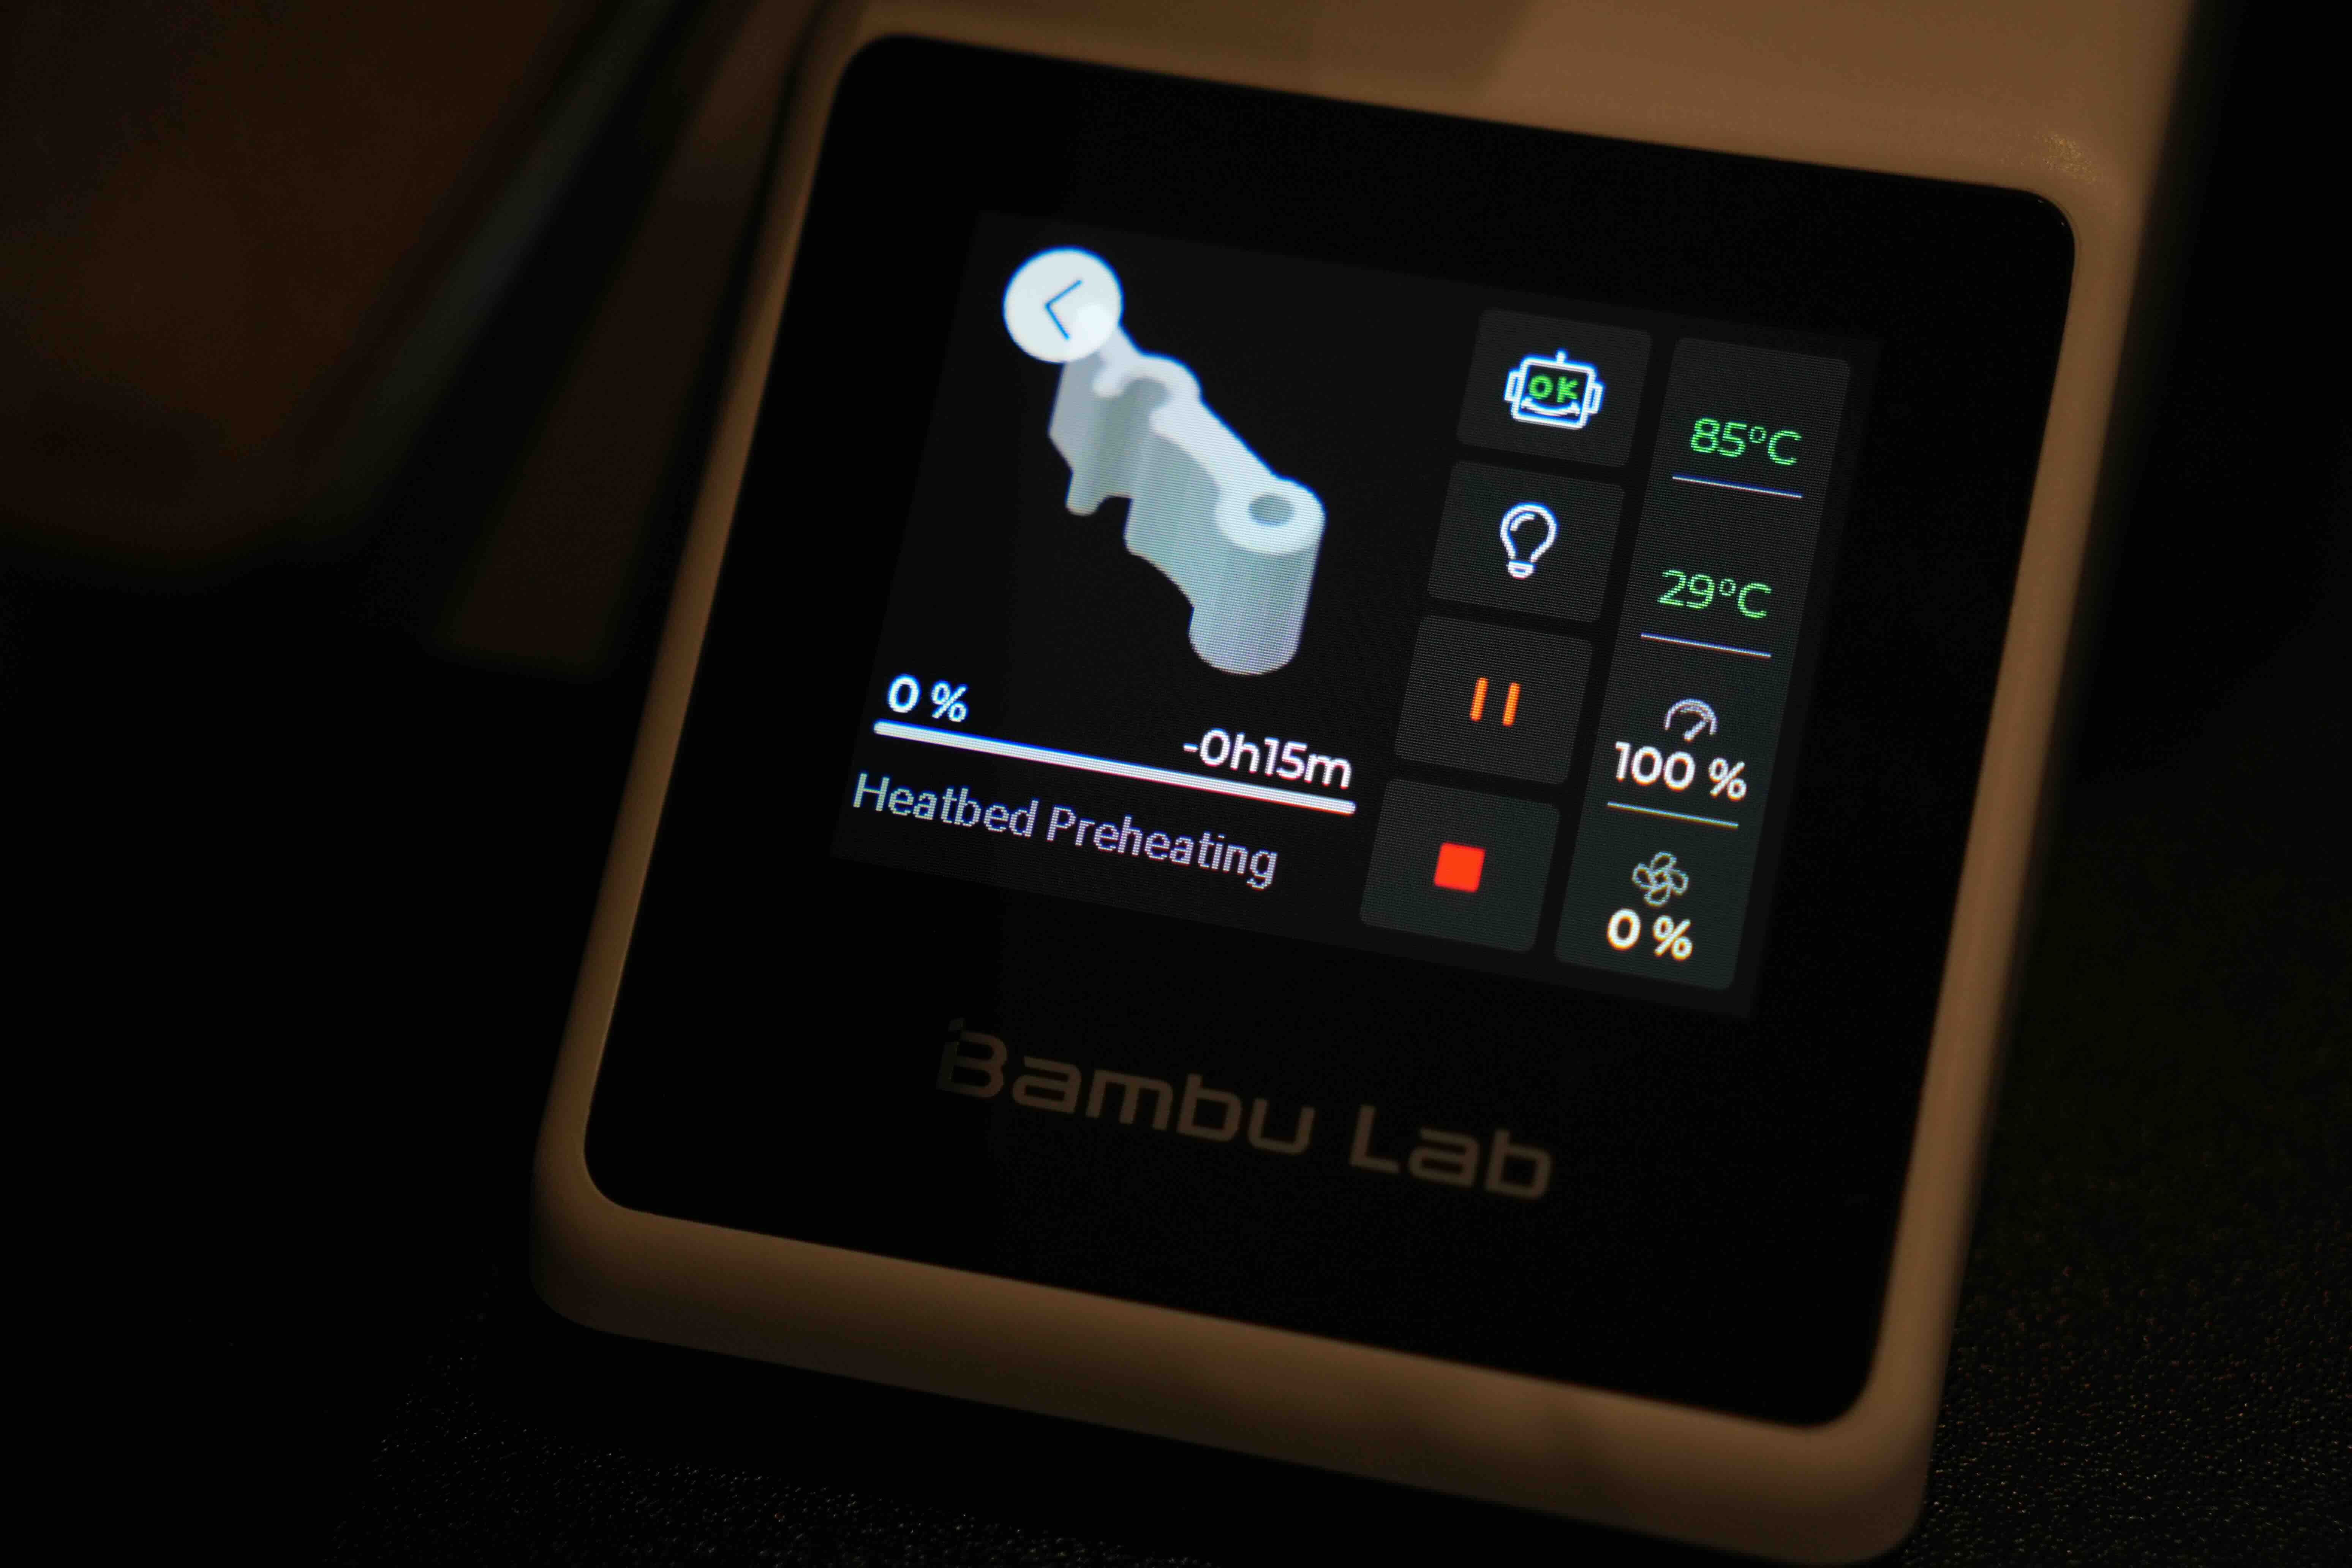 OK
85°C
29°C
0 %
-0h15m
Heatbed Preheating
100 %
0 %
Bambu Lab